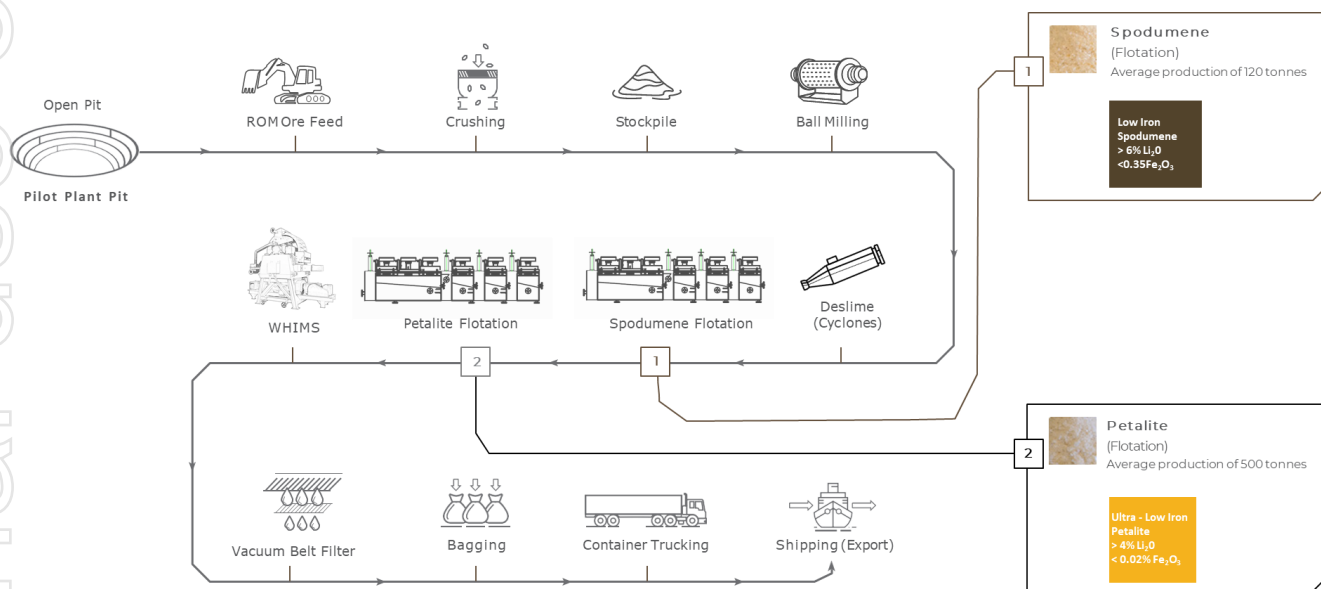 Open Pit
Pilot Plant Pit
ROM Ore Feed
Crushing
Stockpile
Ball Milling
1
Spodumene
(Flotation)
Average production of 120 tonnes
Low Iron
Spodumene
> 6% Li₂0
<0.35Fe₂O₃
WHIMS
Petalite Flotation
Spodumene Flotation
Deslime
(Cyclones)
2
1
2
Petalite
(Flotation)
Average production of 500 tonnes
Ultra - Low Iron
Petalite
> 4% Li₂0
< 0.02% Fe₂O₃
Vacuum Belt Filter
Bagging
Container Trucking
Shipping (Export)